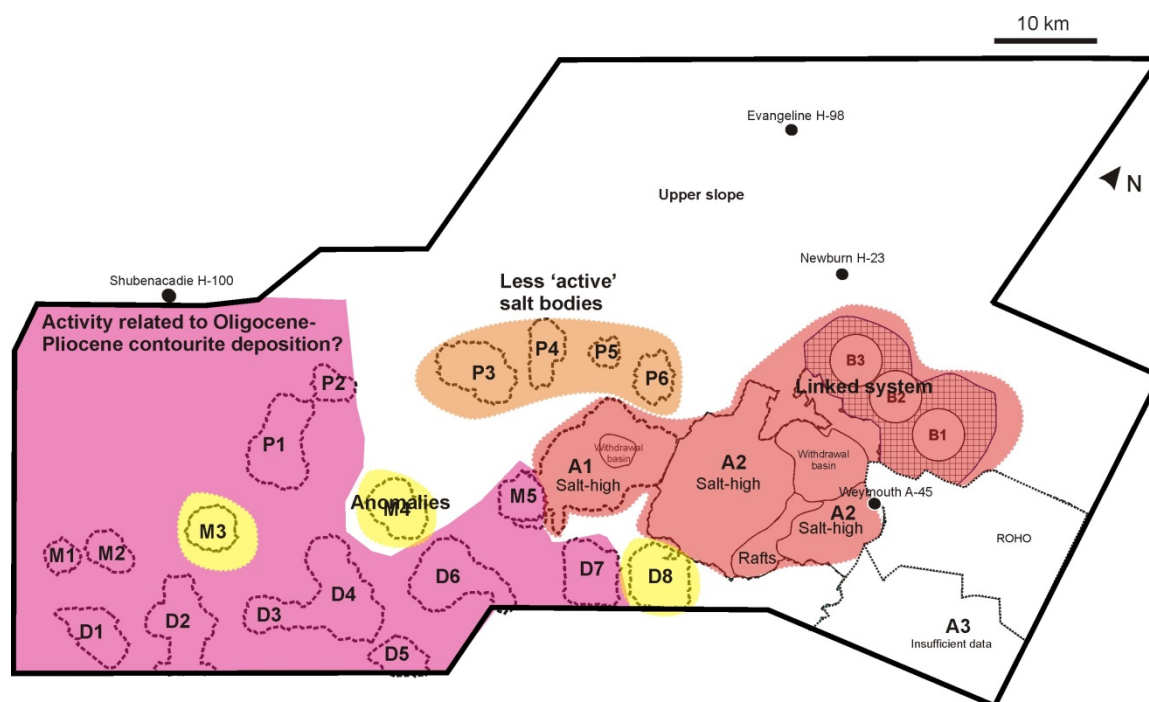 10 km
Evangeline H-98
N
Upper slope
Newburn H-23
Shubenacadie H-100
Less ‘active’
salt bodies
Activity related to Oligocene-
Pliocene contourite deposition?
P4
P5
P3
P6
P2
B3
Linked system
B2
B1
P1
Withdrawal
basin
A1
Salt-high
A2
Salt-high
Withdrawal
basin
Weymouth A-45
A2
Salt-high
M5
Anomalies
M4
M3
M1
M2
ROHO
Rafts
D6
D7
D8
D4
D3
D2
D1
D5
A3
Insufficient data